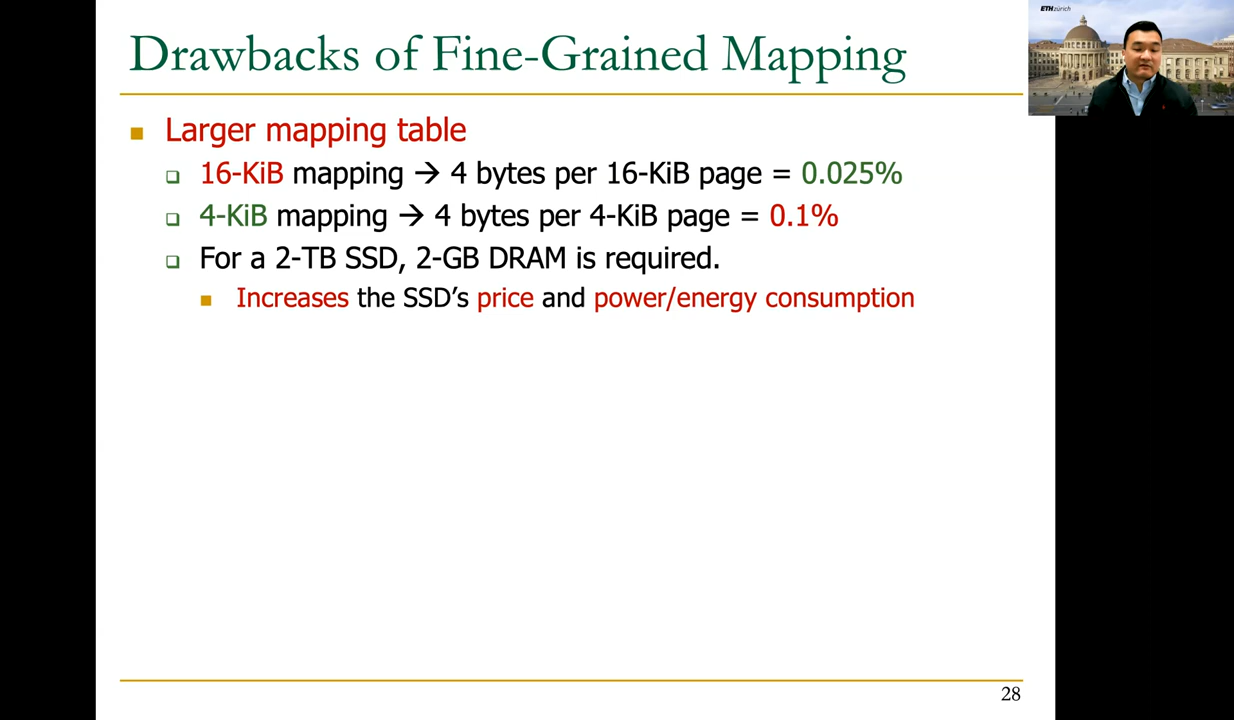 ETHzürich
Drawbacks of Fine-Grained Mapping
Larger mapping table
16-KiB mapping → 4 bytes per 16-KiB page = 0.025%
4-KiB mapping → 4 bytes per 4-KiB page = 0.1%
For a 2-TB SSD, 2-GB DRAM is required.
Increases the SSD’s price and power/energy consumption
28